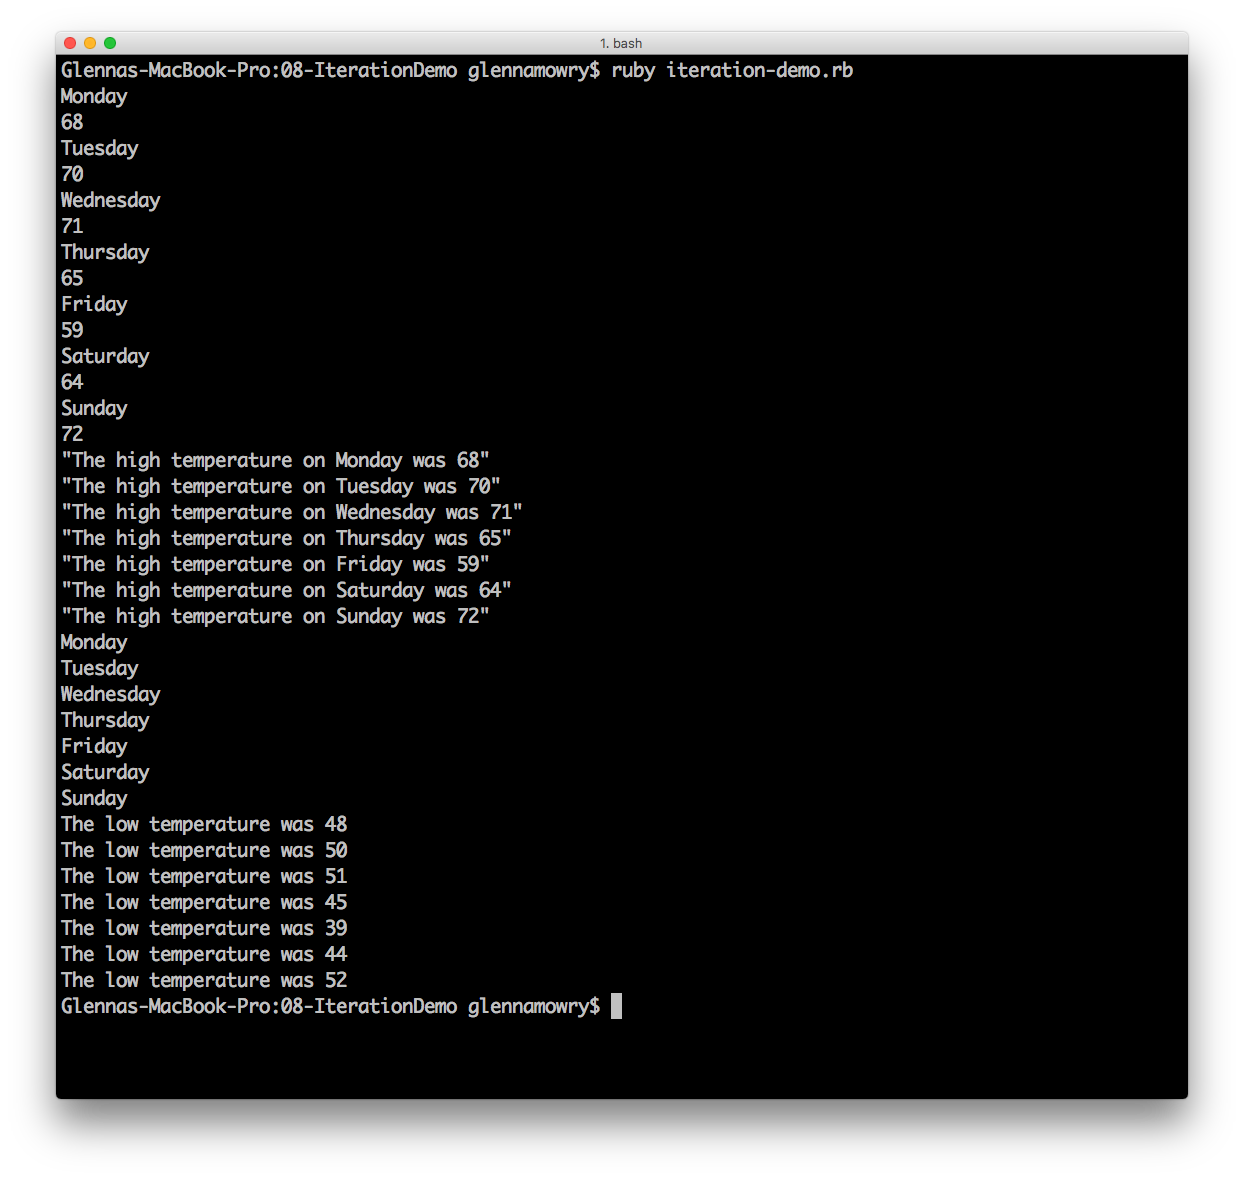 1. bash
Glennas-MacBook-Pro:08-IterationDemo glennamowry$ ruby iteration-demo.rb
Monday
68
Tuesday
70
Wednesday
71
Thursday
65
Friday
59
Saturday
64
Sunday
72
"The high temperature on Monday was 68"
"The high temperature on Tuesday was 70"
"The high temperature on Wednesday was 71"
"The high temperature on Thursday was 65"
"The high temperature on Friday was 59"
"The high temperature on Saturday was 64"
"The high temperature on Sunday was 72"
Monday
Tuesday
Wednesday
Thursday
Friday
Saturday
Sunday
The low temperature was 48
The low temperature was 50
The low temperature was 51
The low temperature was 45
The low temperature was 39
The low temperature was 44
The low temperature was 52
Glennas-MacBook-Pro:08-IterationDemo glennamowry$